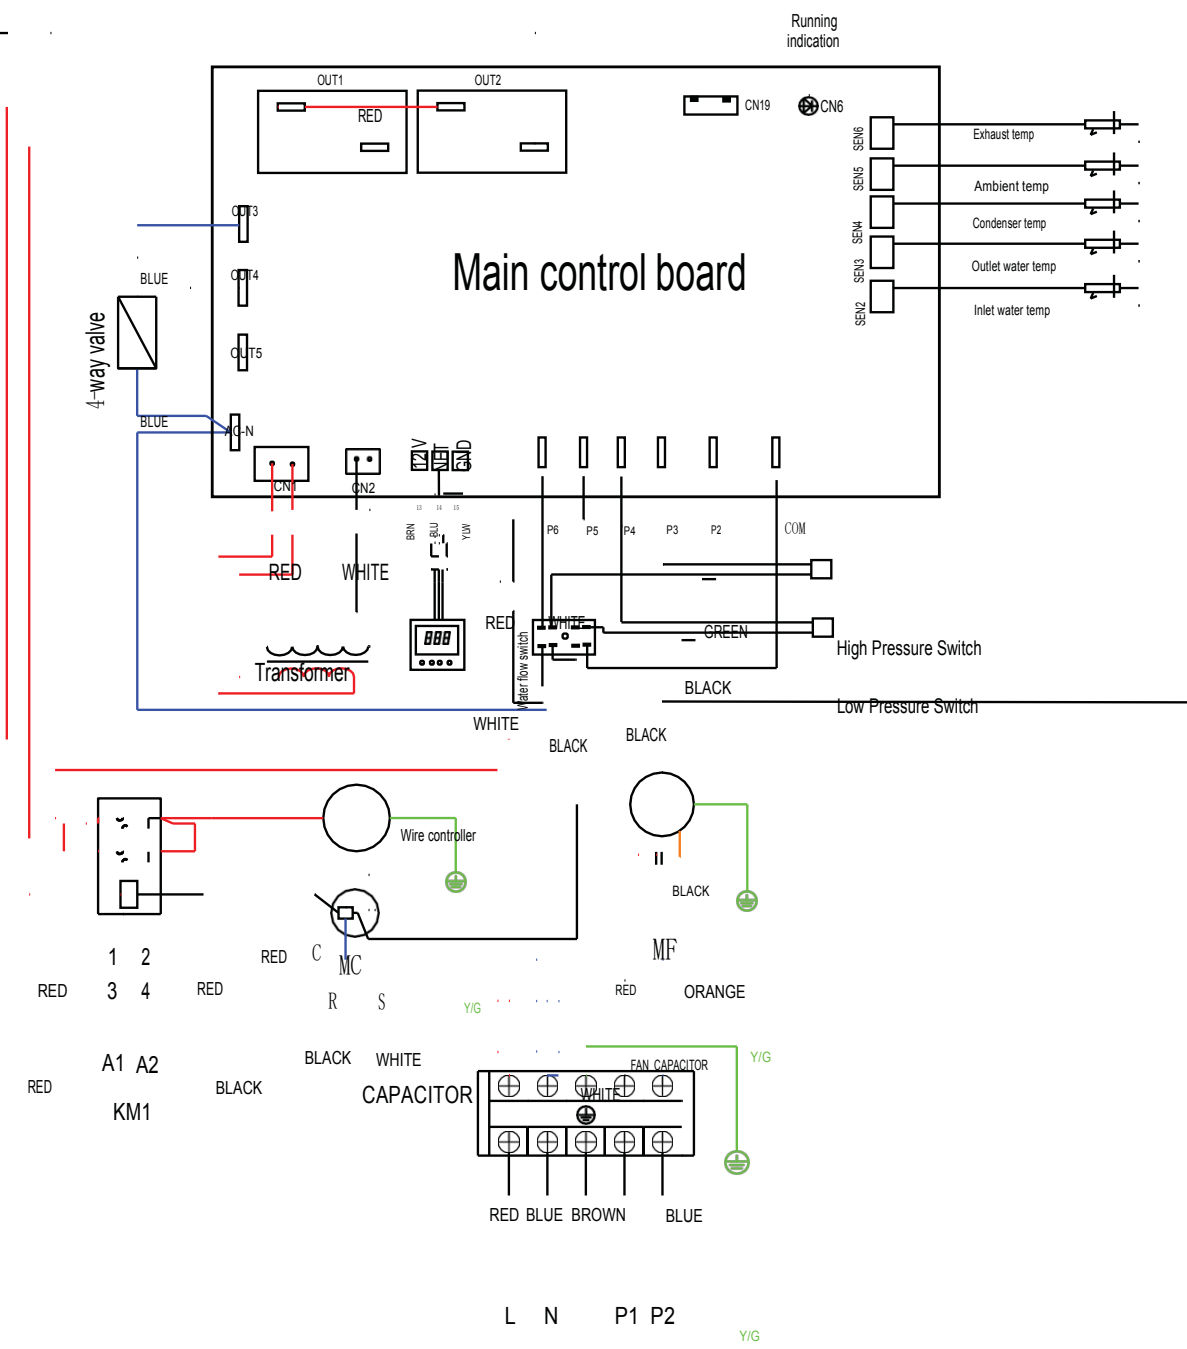 Running
indication
OUT1
OUT2
RED
CN19
CN6
SEN6
Exhaust temp
SEN5
Ambient temp
SEN4
Condenser temp
SEN3
Outlet water temp
SEN2
Inlet water temp
OUT3
Main control board
BLUE
OUT4
4-way valve
OUT5
BLUE
AC-N
12V
NET
GND
CN1
CN2
13 14 15
BRN
BLU
YLW
P6
P5
P4
P3
P2
COM
RED
WHITE
RED
WHITE
GREEN
888
Water flow switch
High Pressure Switch
Transformer
BLACK
Low Pressure Switch
WHITE
BLACK
BLACK
Wire controller
BLACK
1 2
RED
C
MC
MF
RED
3 4
RED
R
S
Y/G
RED
ORANGE
A1 A2
BLACK
WHITE
FAN CAPACITOR
Y/G
RED
BLACK
CAPACITOR
WHITE
KM1
RED BLUE BROWN
BLUE
L N P1 P2
Y/G